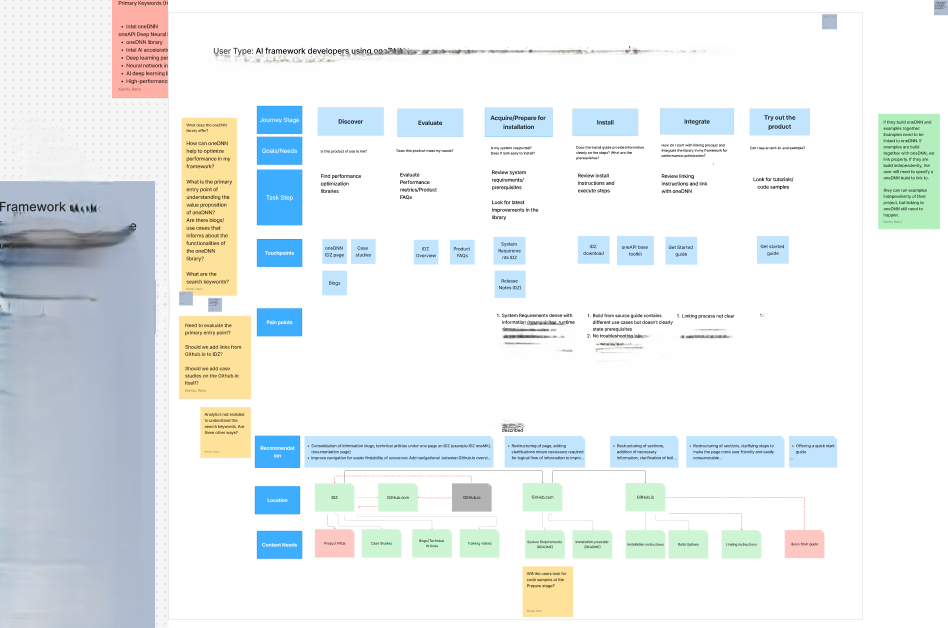 Primary Keywords (H
Intel oneDNN
oneAPI Deep Neural
oneDNN library
Intel AI accelerati
Deep learning per
Neural network in
AI deep learning l
High-performanc
User Type: AI framework developers using oneDNN
Framework
e
What does the oneDNN
library offer?
How can oneDNN
help to optimize
performance in my
framework?
What is the primary
entry point of
understanding the
value proposition
of oneDNN?
Are there blogs/
use cases that
informs about the
functionalities of
the oneDNN
library?
What are the
search keywords?
Need to evaluate the
primary entry point?
Should we add links from
Github.io to IDZ?
Should we add case
studies on the Github.io
itself?
Analytics not enabled
to understand the
search keywords. Are
there other ways?
Journey Stage
Discover
Evaluate
Acquire/Prepare for
installation
Install
Integrate
Try out the
product
Goals/Needs
Is this product of use to me?
Does this product meet my needs?
Is my system supported?
Does it look easy to install?
Does the install guide provide information
clearly on the steps? What are the
prerequisites?
How do I start with linking process and
integrate the library in my framework for
performance optimization?
Can I see an end-to-end example?
Task Step
Find performance
optimization
libraries
Evaluate
Performance
metrics/Product
FAQs
Review system
requirements/
prerequisites
Look for latest
improvements in the
library
Review install
instructions and
execute steps
Review linking
instructions and link
with oneDNN
Look for tutorials/
code samples
Touchpoints
oneDNN
IDZ page
Case
studies
Blogs
IDZ
Overview
Product
FAQs
System
Requireme
nts IDZ
Release
Notes IDZ
IDZ
download
oneAPI base
toolkit
Get Started
guide
Get started
guide
Pain points
1. System Requirements dense with
information
runtime
1. Build from source guide contains
different use cases but doesn't clearly
state prerequisites
2. No troubleshooting
1. Linking process not clear
1.
described
Recommendat
ion
Consolidation of information blogs, technical articles under one page on IDZ (example IDZ oneMKL
documentation page)
Improve navigation for easier findability of resources: Add navigational between Github overvi...
Restructuring of page, adding
clarifications where necessary required
for logical flow of information to impro...
Restructuring of sections,
addition of necessary
information, clarification of buil...
Restructuring of sections, clarifying steps to
make the page more user friendly and easily
consumable...
Offering a quick start
guide
...
Location
IDZ
GitHub.com
GitHub.io
GitHub.com
GitHub.io
Content Needs
Product FAQs
Case Studies
Blogs/Technical
Articles
Training videos
System Requirements
(README)
Installation processor
(README)
Installation instructions
Build Options
Linking instructions
Quick Start guide
Will the users look for
code samples at the
Prepare stage?
If they build oneDNN and
examples together
Examples need to be
linked to oneDNN. If
examples are build
together with oneDNN, we
link properly. If they are
build independently, the
user will need to specify a
oneDNN build to link to.
they can run examples
independently of their
project, but linking to
oneDNN still need to
happen.